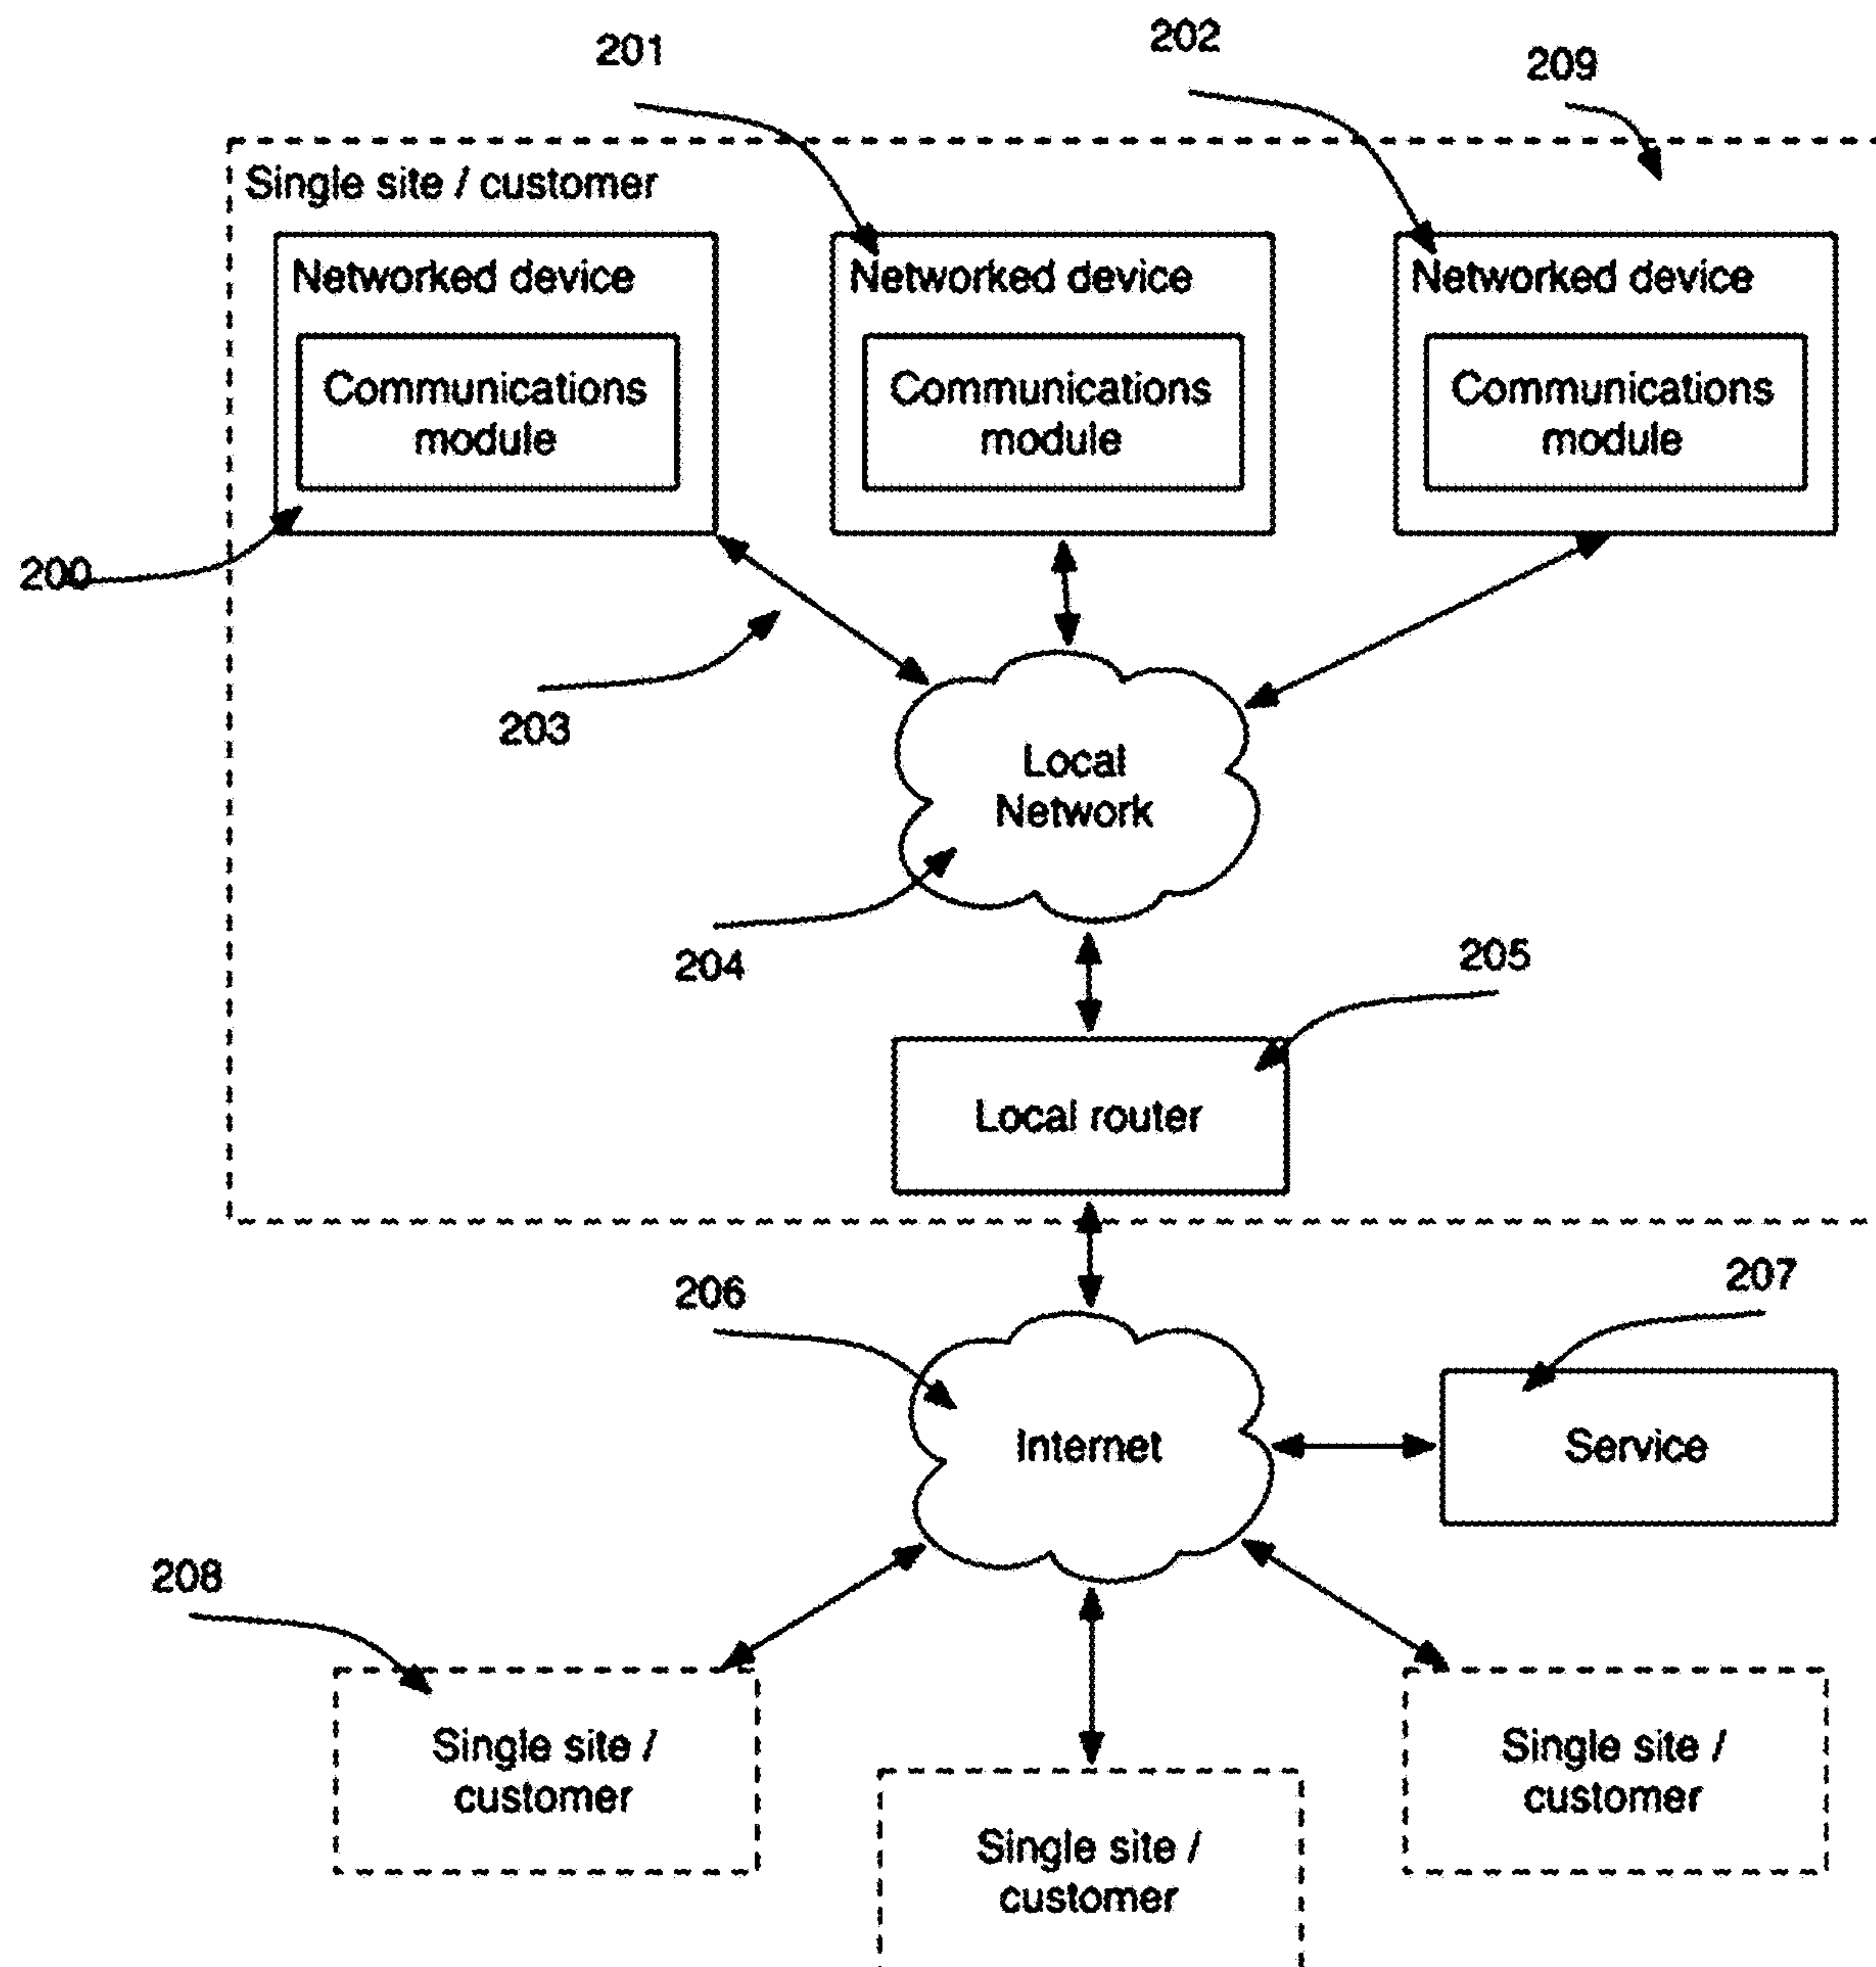 201
202
209
Single site / customer
Networked device
Communications
module
Networked device
Communications
module
Networked device
Communications
module
200
203
Local
Network
204
205
Local router
206
207
Internet
Service
208
Single site /
customer
Single site /
customer
Single site /
customer